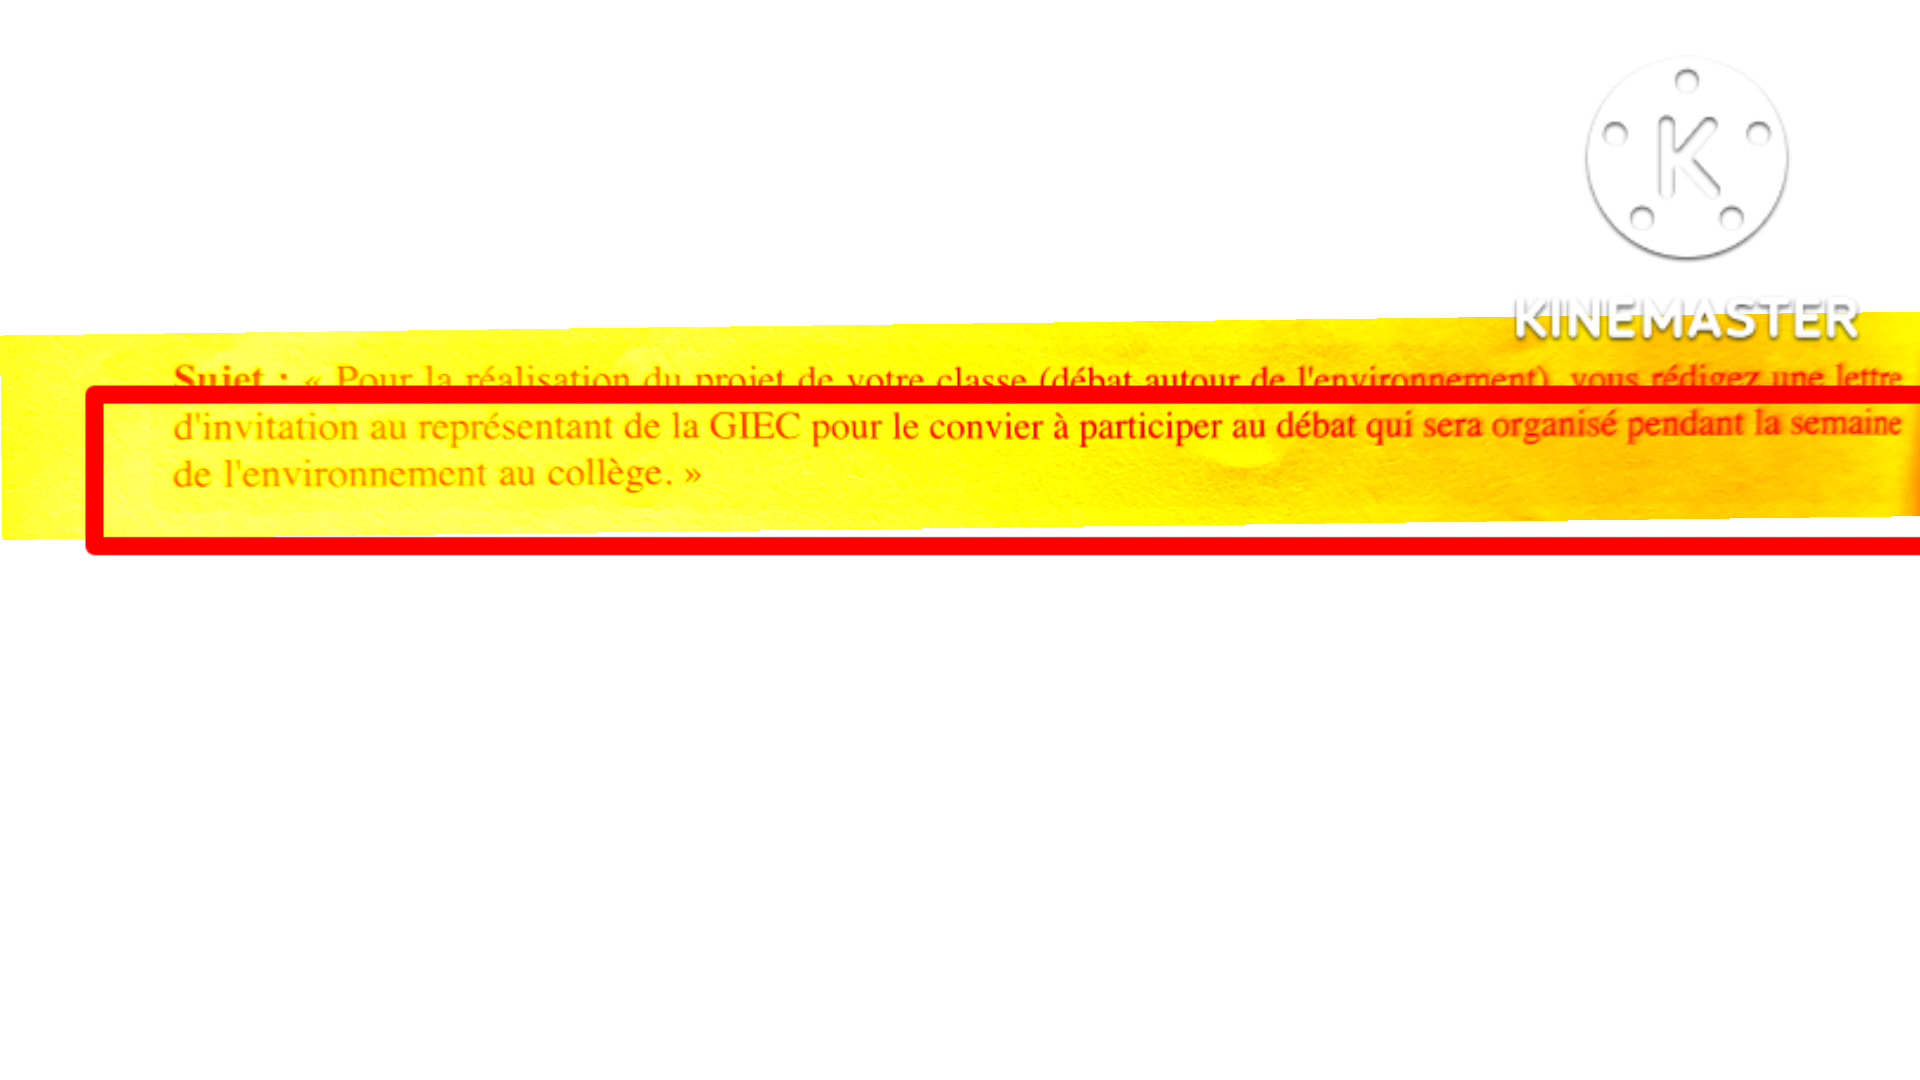 K
KINEMASTER
Sujet : « Pour la réalisation du projet de votre classe (débat autour de l'environnement), vous rédigez une lettre
d'invitation au représentant de la GIEC pour le convier à participer au débat qui sera organisé pendant la semaine
de l'environnement au collège. »